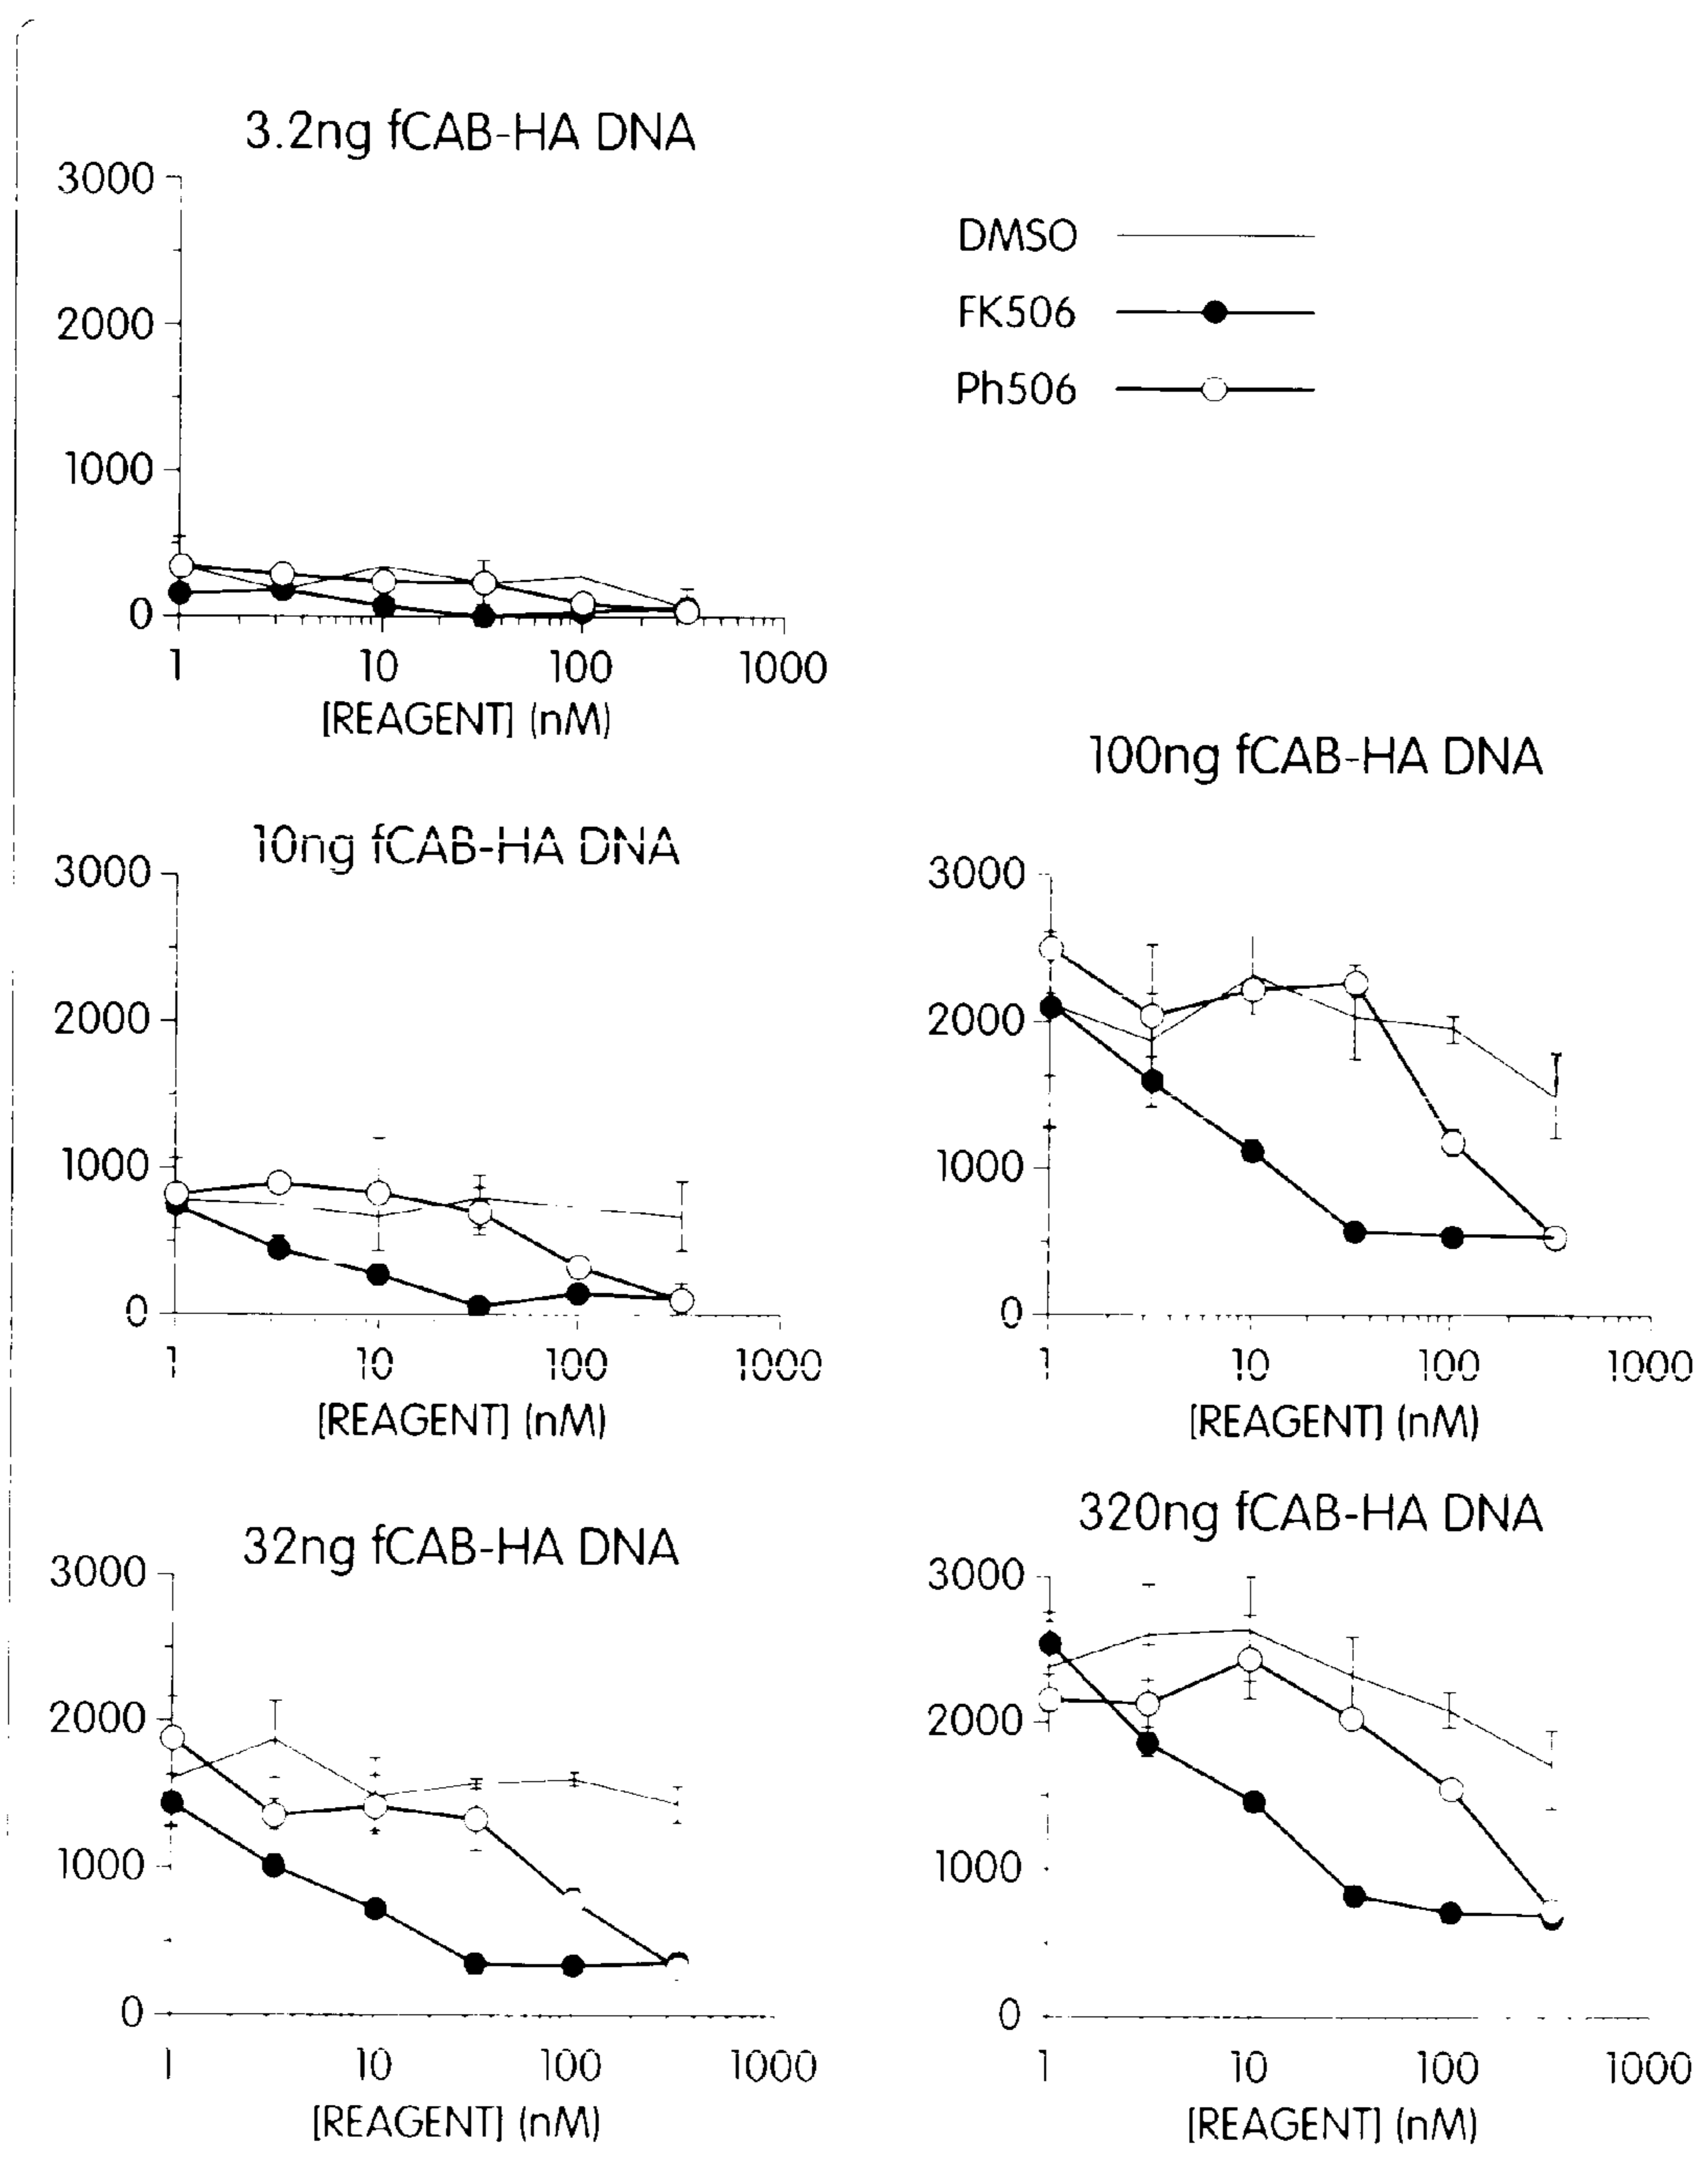 3.2ng fCAB-HA DNA
3000
2000
1000
0
1 10 100 1000
[REAGENT] (nM)
DMSO
FK506
Ph506
10ng fCAB-HA DNA
3000
2000
1000
0
1 10 100 1000
[REAGENT] (nM)
100ng fCAB-HA DNA
3000
2000
1000
0
1 10 100 1000
[REAGENT] (nM)
32ng fCAB-HA DNA
3000
2000
1000
0
1 10 100 1000
[REAGENT] (nM)
320ng fCAB-HA DNA
3000
2000
1000
0
1 10 100 1000
[REAGENT] (nM)